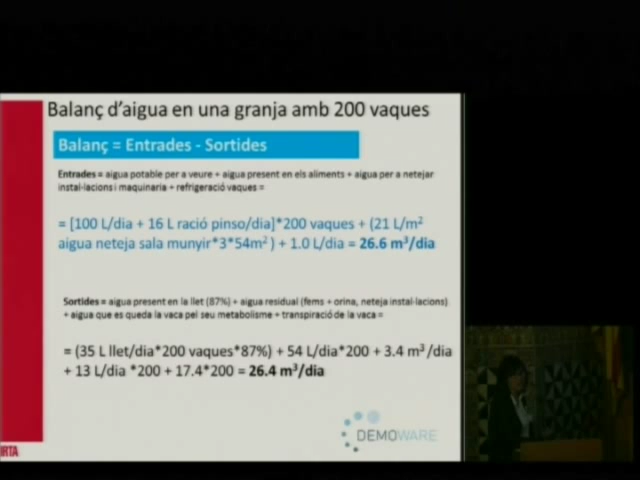 Balanç d'aigua en una granja amb 200 vaques
Balanç = Entrades - Sortides
Entrades = aigua potable per a veure + aigua present en els aliments + aigua per a netejar
instal·lacions i maquinaria + refrigeració vaques =
= [100 L/dia + 16 L ració pinso/dia]*200 vaques + (21 L/m²
aigua neteja sala munyir*3*54m²) + 1.0 L/dia = 26.6 m³/dia
Sortides = aigua present en la llet (87%) + aigua residual (fems + orina, neteja instal·lacions)
+ aigua que es queda la vaca pel seu metabolisme + transpiració de la vaca =
= (35 L llet/dia*200 vaques*87%) + 54 L/dia*200 + 3.4 m³/dia
+ 13 L/dia *200 + 17.4*200 = 26.4 m³/dia
DEMOWARE
IRTA